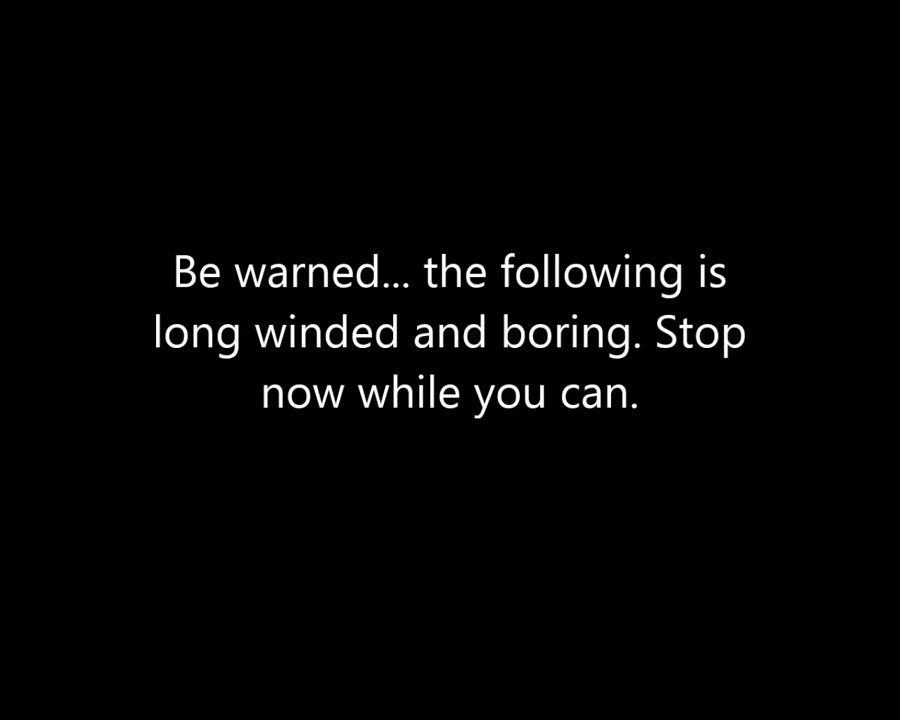 Be warned... the following is
long winded and boring. Stop
now while you can.